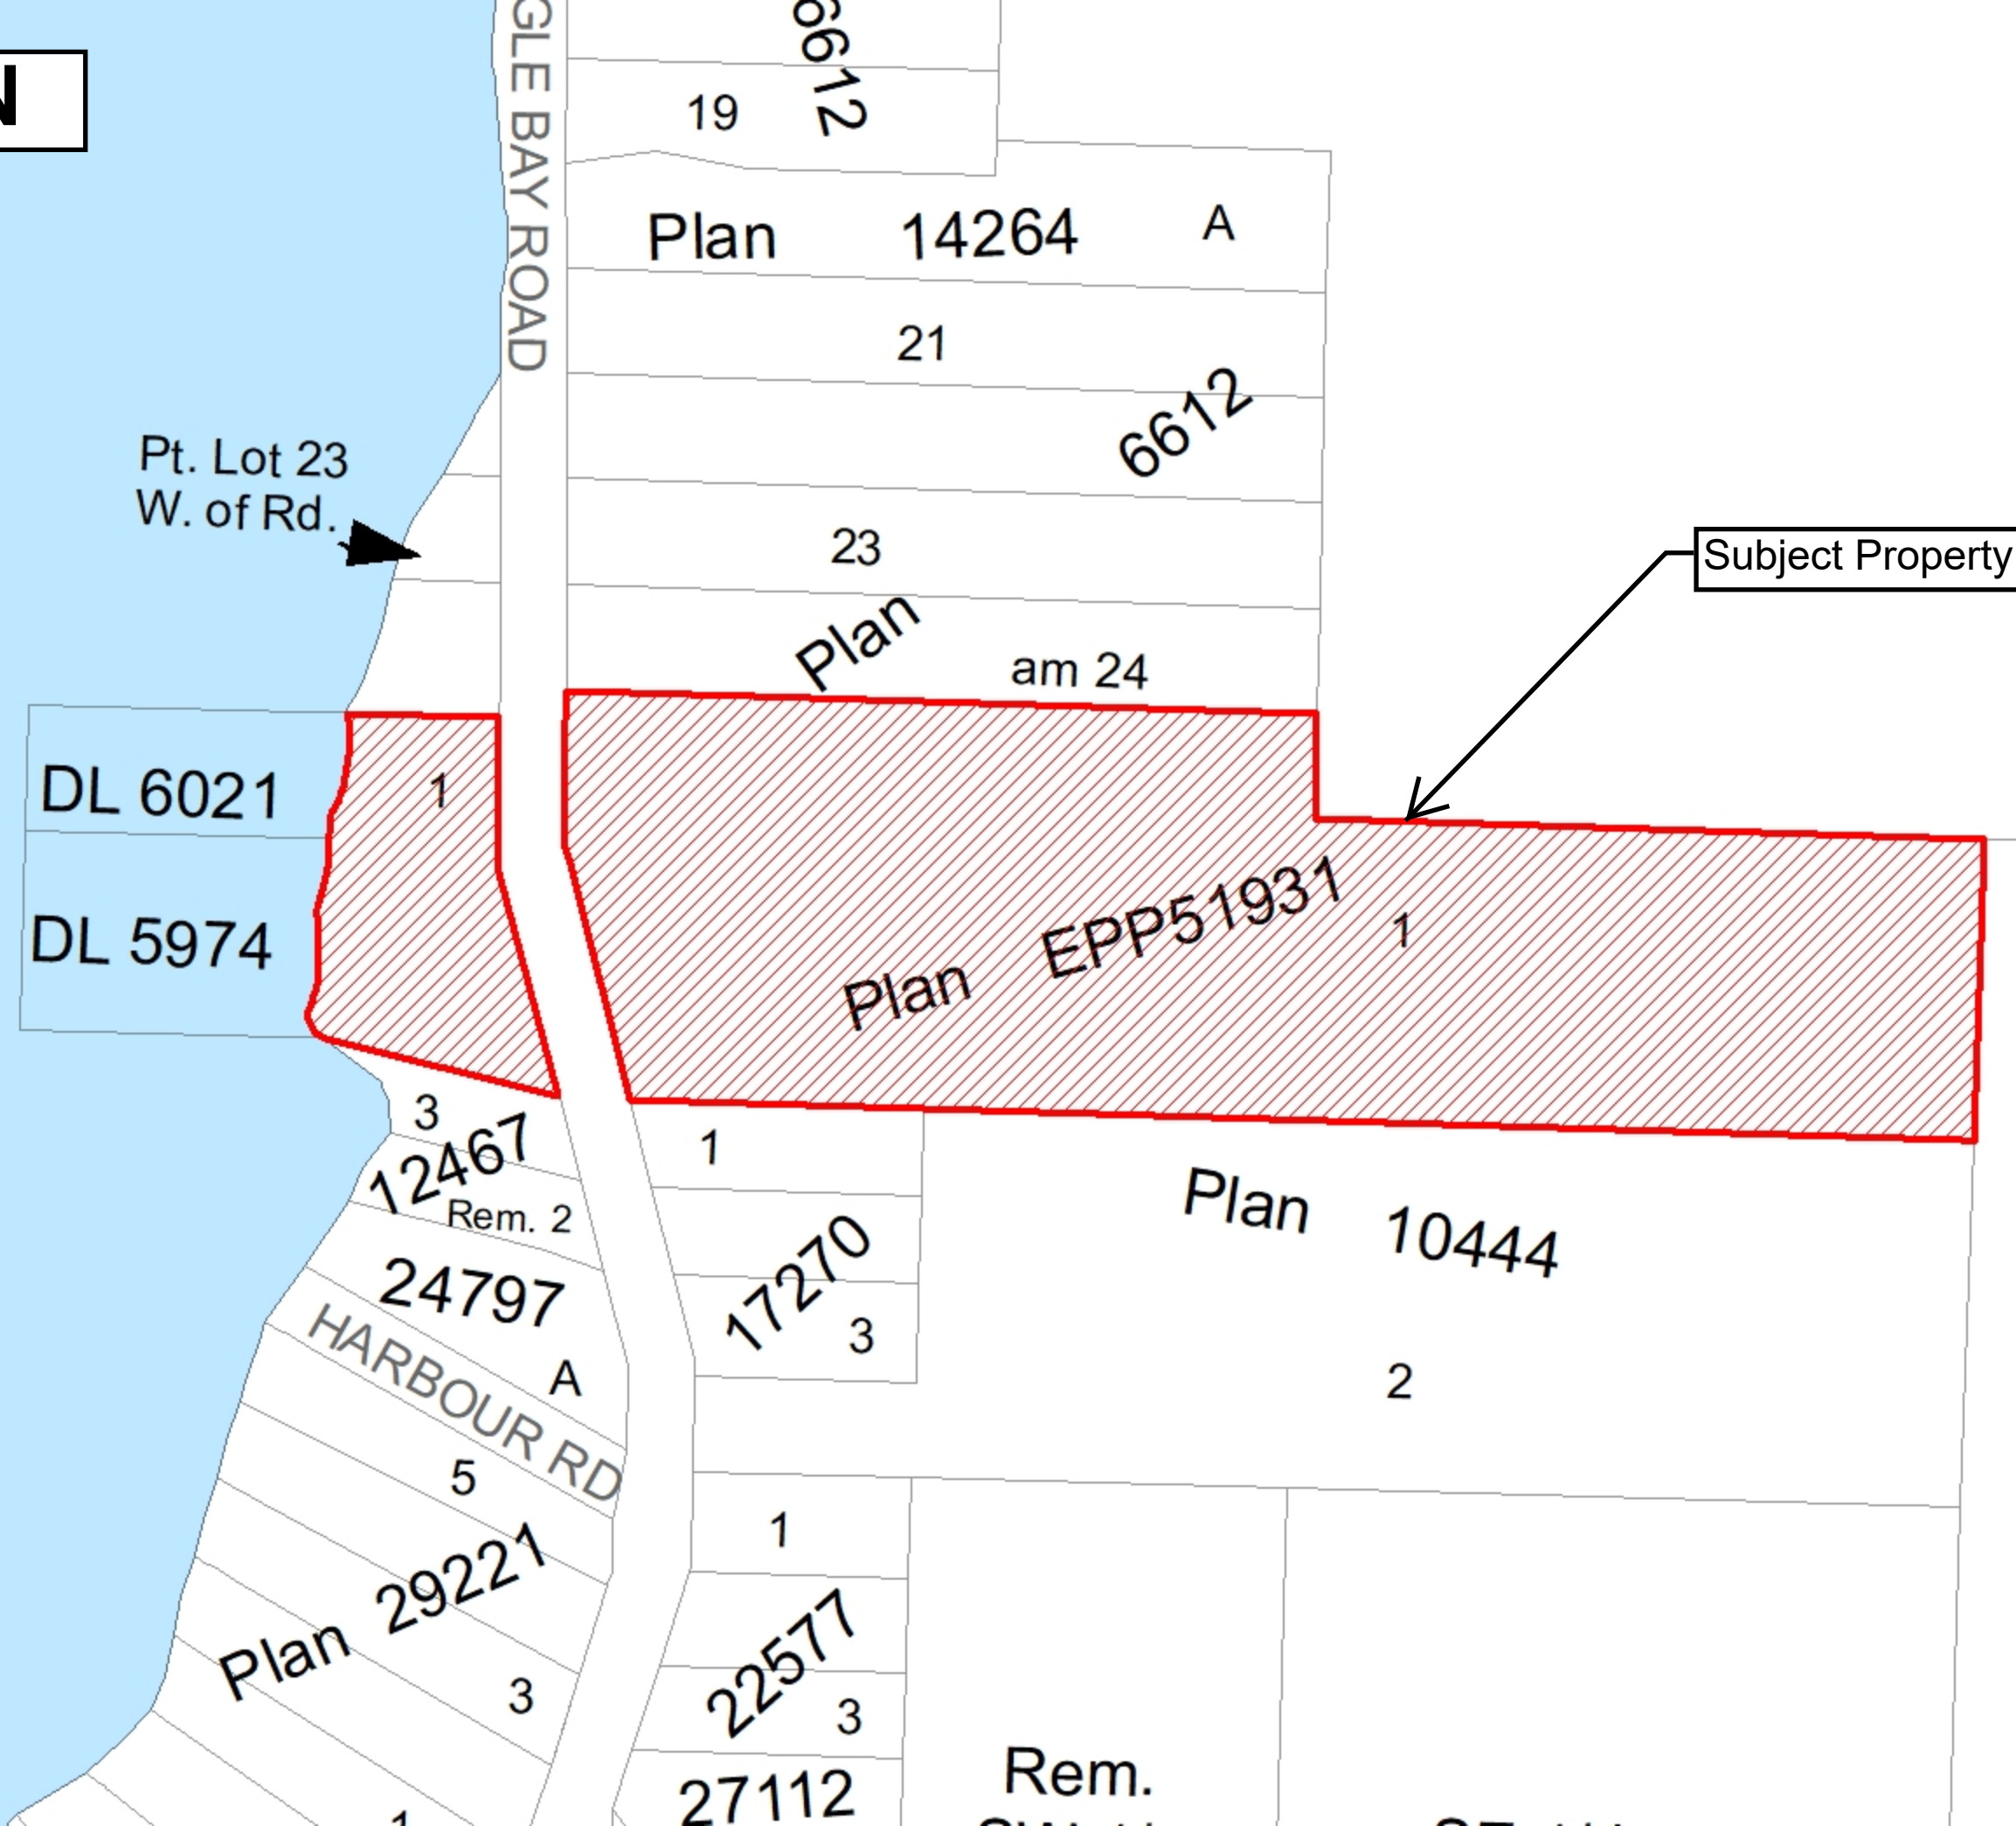 N
GLE BAY ROAD
6612
19
Plan 14264 A
21
6612
Pt. Lot 23
W. of Rd.
23
Subject Property
Plan
am 24
DL 6021
1
DL 5974
Plan EPP51931
1
3
12467
Rem. 2
24797
A
HARBOUR RD
1
17270
3
Plan 10444
2
5
Plan 29221
3
1
1
22577
3
27112
Rem.